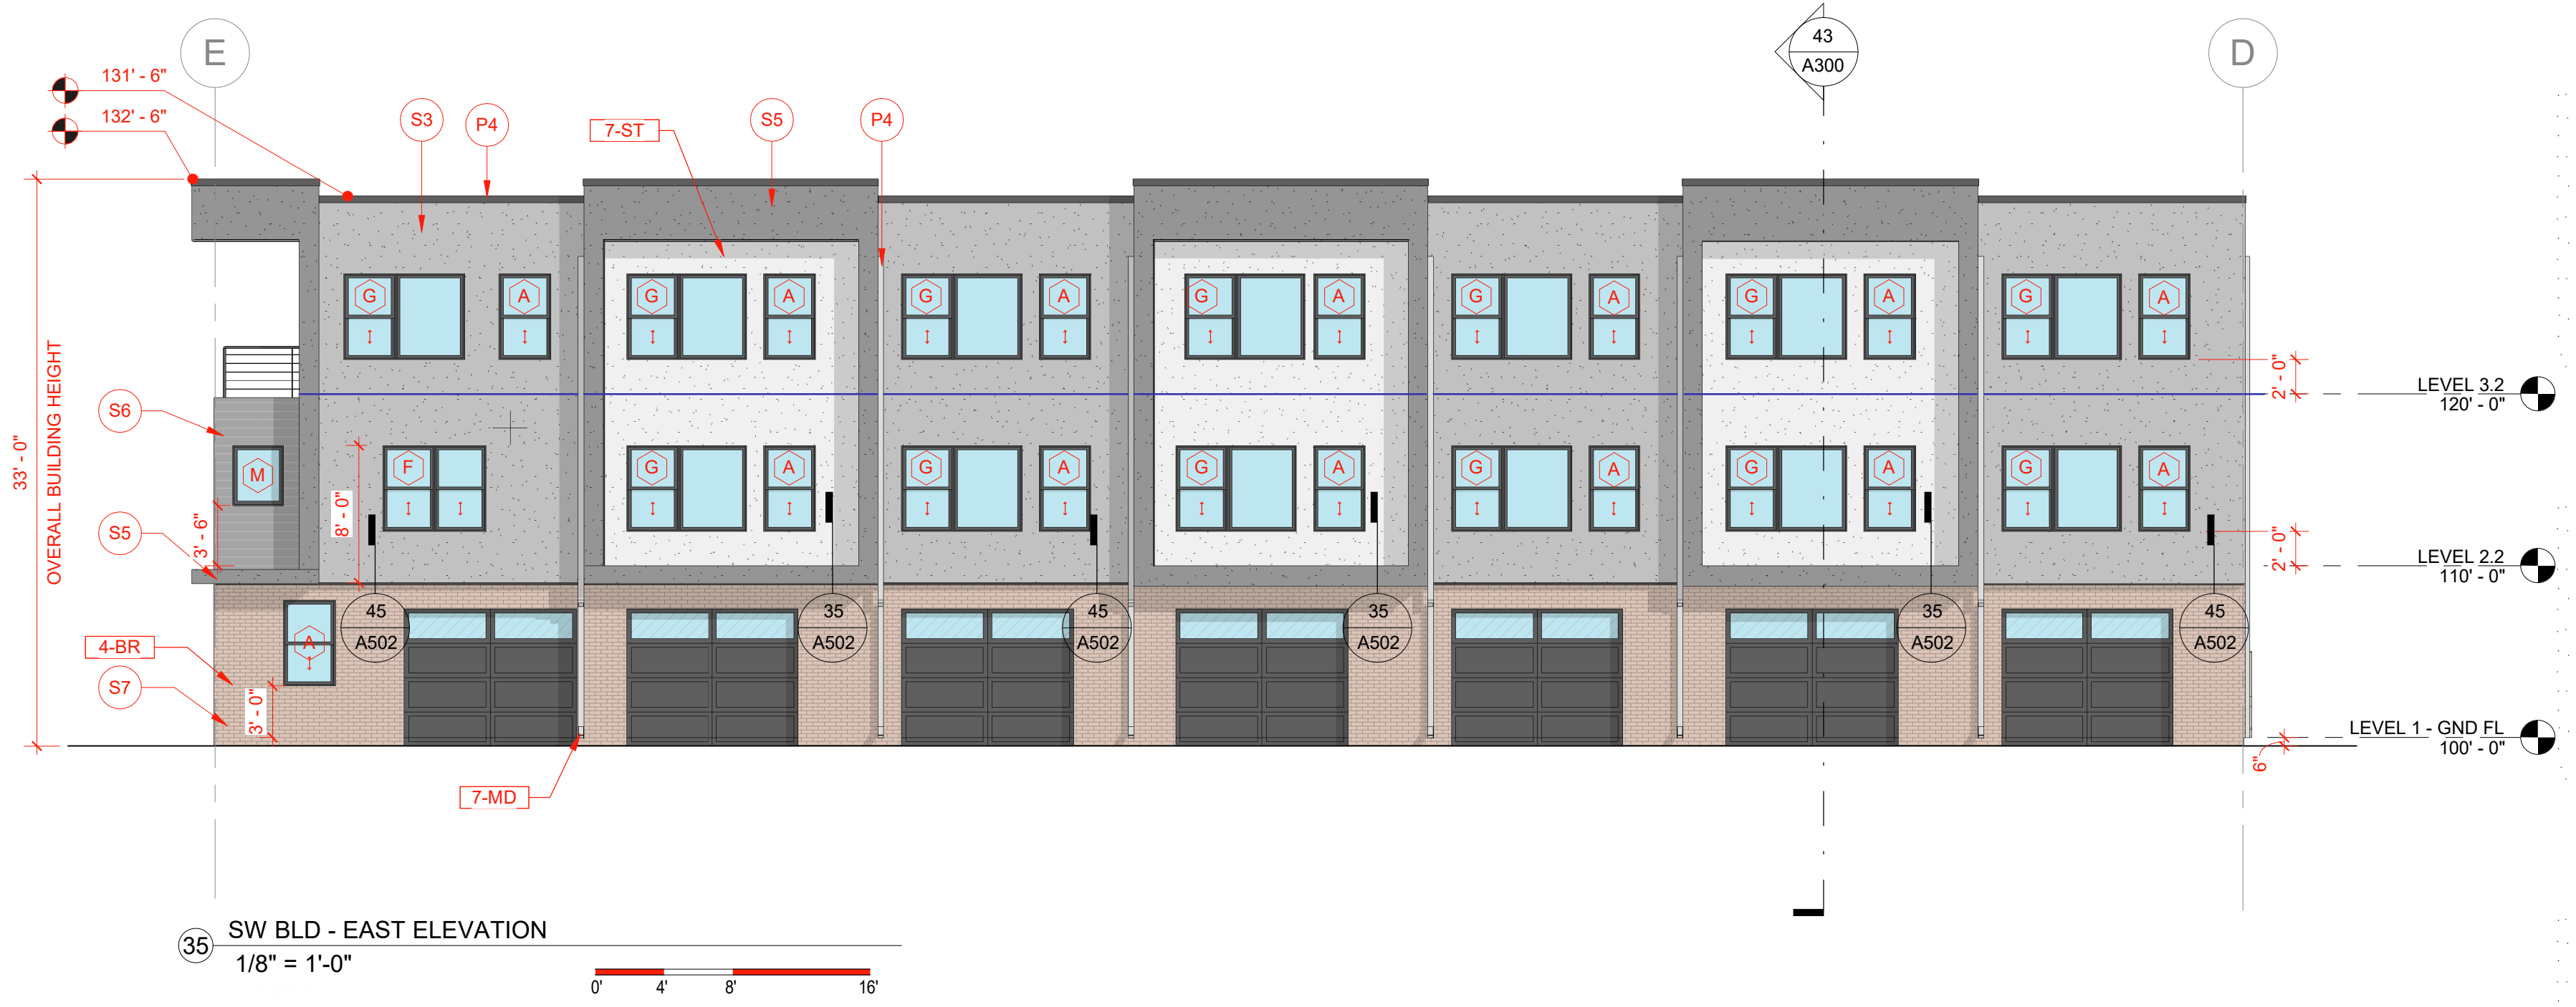 E
43
A300
D
131' - 6"
132' - 6"
S3
P4
7-ST
S5
P4
G
A
G
A
G
A
G
A
G
A
G
A
G
A
2' - 0"
LEVEL 3.2
120' - 0"
OVERALL BUILDING HEIGHT
33' - 0"
S6
M
F
G
A
G
A
G
A
G
A
G
A
G
A
8' - 0"
3' - 6"
S5
2' - 0"
LEVEL 2.2
110' - 0"
45
A502
35
A502
45
A502
35
A502
35
A502
45
A502
4-BR
A
S7
3' - 0"
LEVEL 1 - GND FL
100' - 0"
6"
7-MD
35
SW BLD - EAST ELEVATION
1/8" = 1'-0"
0'
4'
8'
16'